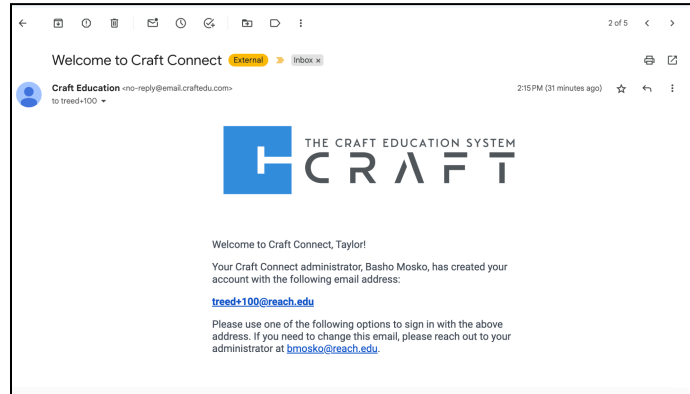 2 of 5
Welcome to Craft Connect External Inbox ×
Craft Education <no-reply@email.craftedu.com>
2:15 PM (31 minutes ago)
to treed+100
THE CRAFT EDUCATION SYSTEM
CRAFT
Welcome to Craft Connect, Taylor!
Your Craft Connect administrator, Basho Mosko, has created your
account with the following email address:
treed+100@reach.edu
Please use one of the following options to sign in with the above
address. If you need to change this email, please reach out to your
administrator at bmosko@reach.edu.